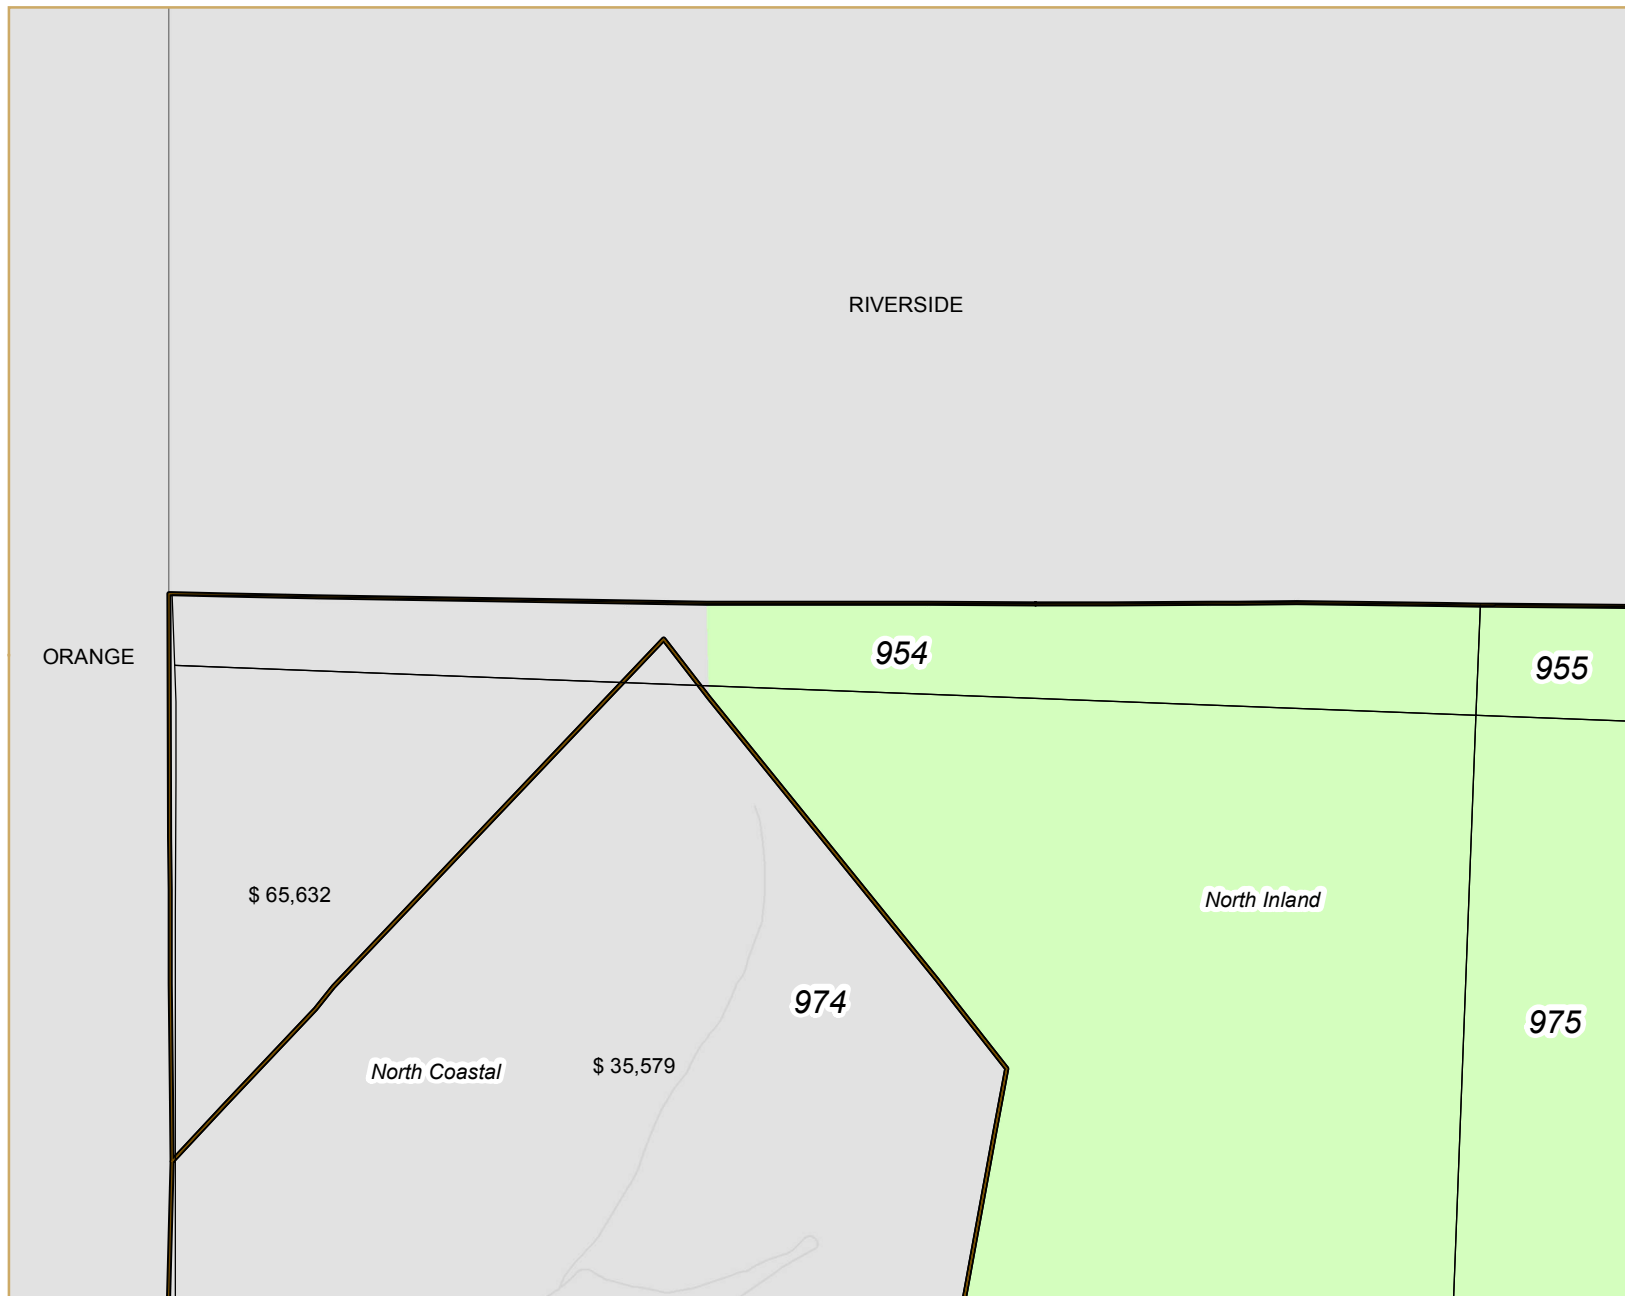 RIVERSIDE
954
ORANGE
955
$ 65,632
North Inland
974
975
North Coastal
$ 35,579